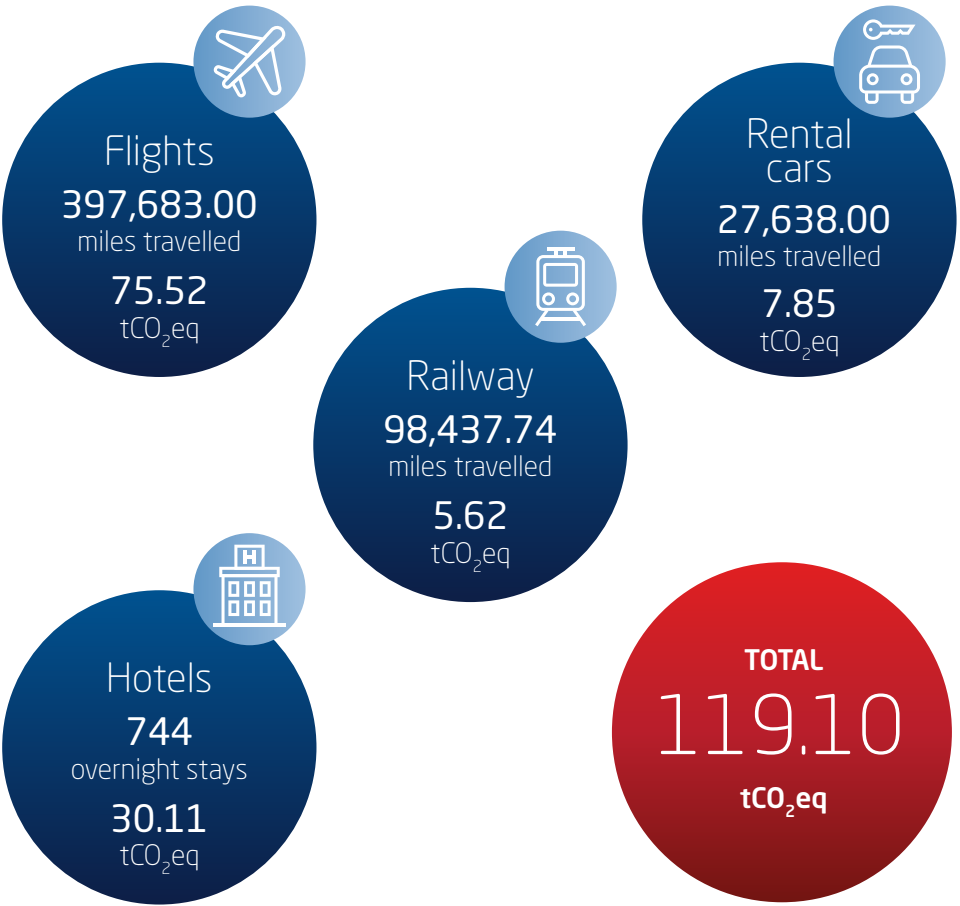 Flights
397,683.00
miles travelled
75.52
tCO₂eq
Rental
cars
27,638.00
miles travelled
7.85
tCO₂eq
Railway
98,437.74
miles travelled
5.62
tCO₂eq
H
Hotels
744
overnight stays
30.11
tCO₂eq
TOTAL
119.10
tCO₂eq